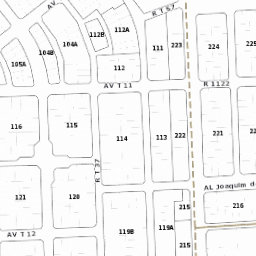 AV
R T 57
112A
112B
104A
104B
105A
111
223
224
225
112
AV T 11
R 1122
116
115
114
113
222
221
R T 37
121
120
AL Joaquim d
216
215
119B
119A
AV T 12
215